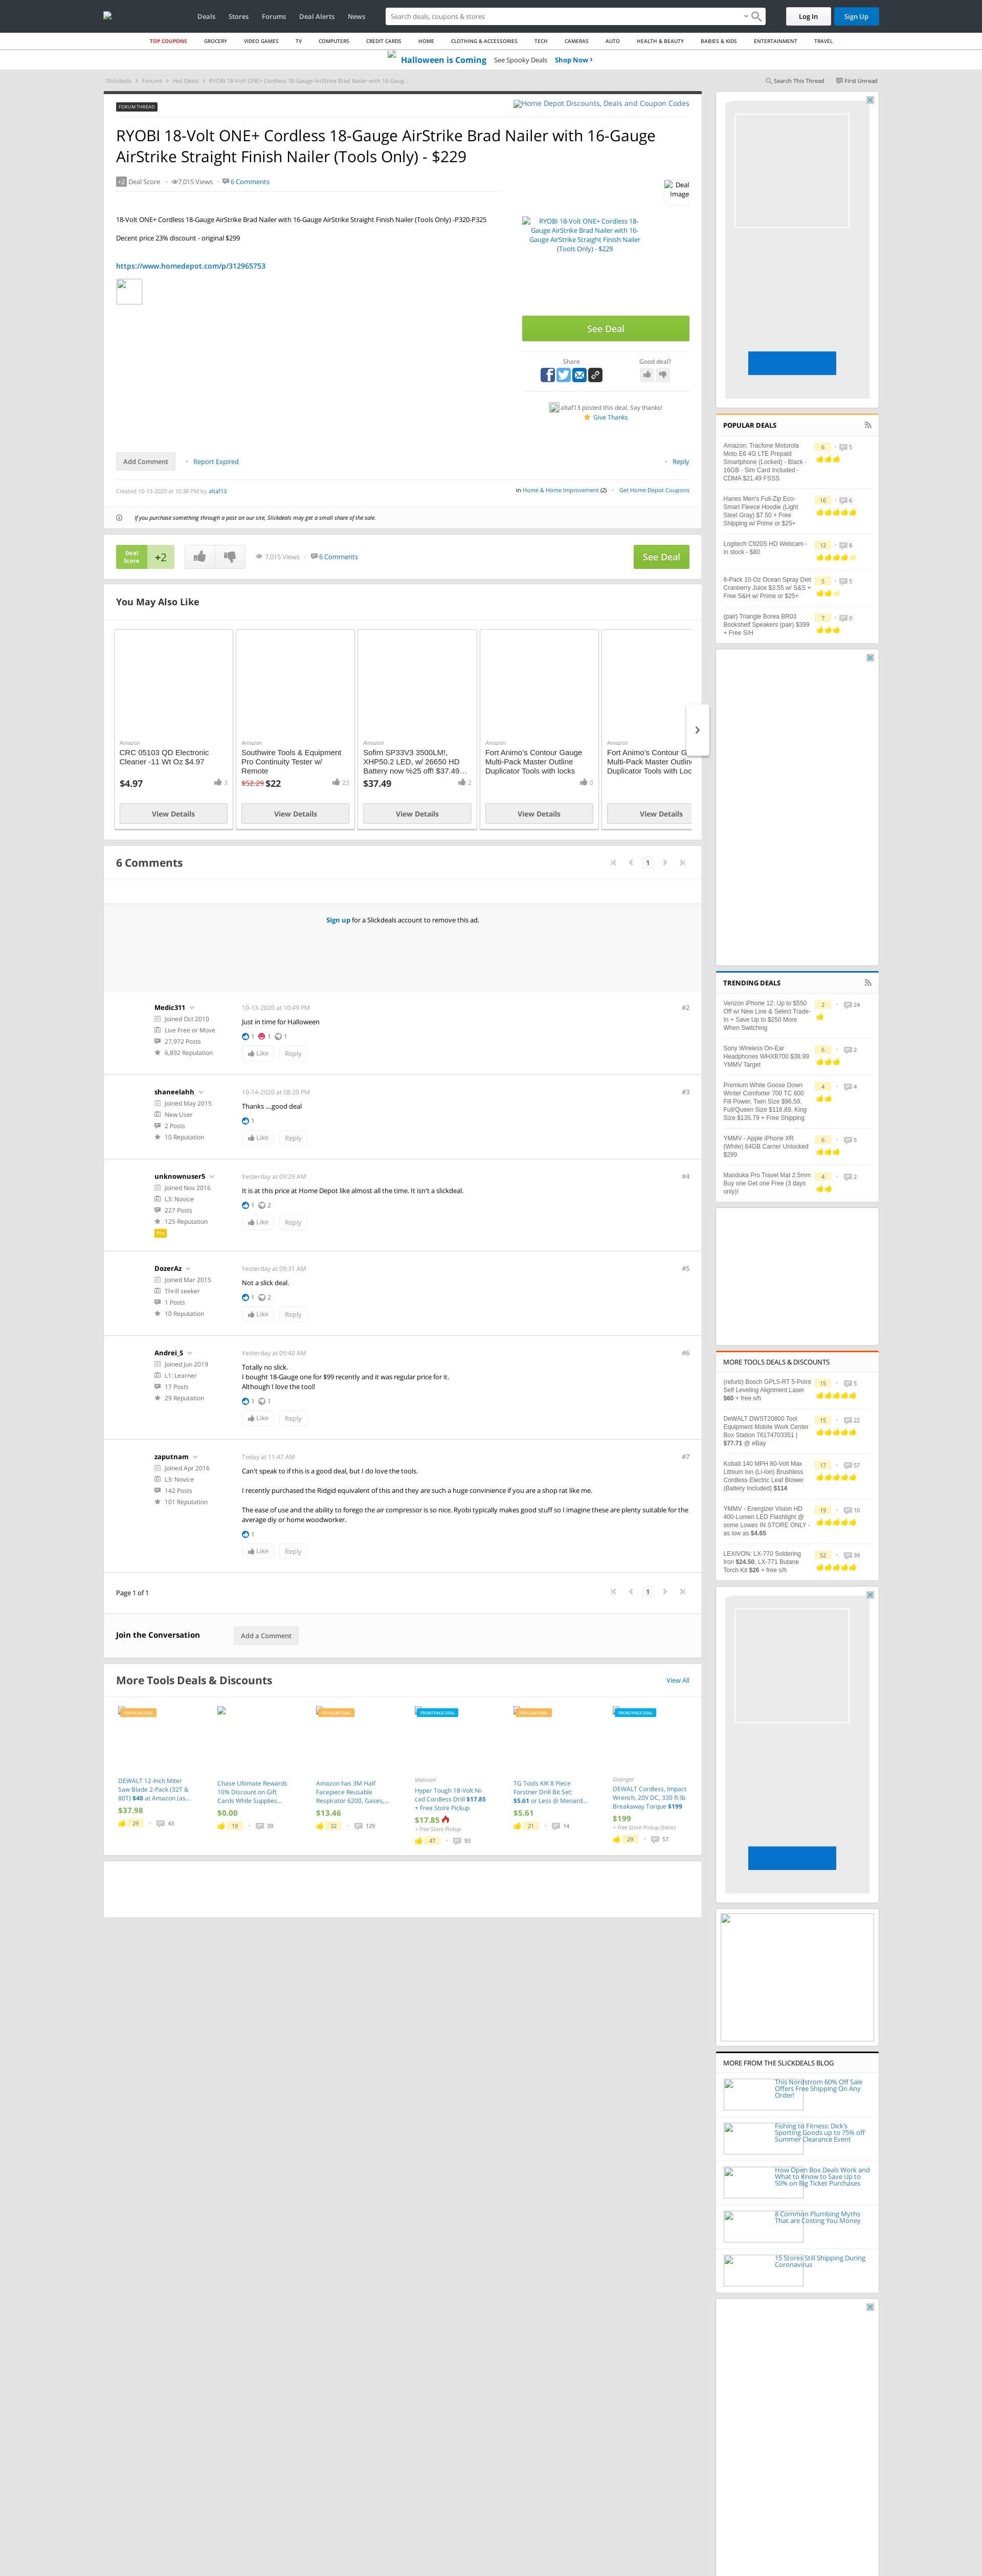 Deals Stores Forums Deal Alerts News
Search deals, coupons & stores
Log In
Sign Up
TOP COUPONS GROCERY VIDEO GAMES TV COMPUTERS CREDIT CARDS HOME CLOTHING & ACCESSORIES TECH CAMERAS AUTO HEALTH & BEAUTY BABIES & KIDS ENTERTAINMENT TRAVEL
Halloween is Coming See Spooky Deals Shop Now
Slickdeals Forums Hot Deals RYOBI 18-Volt ONE+ Cordless 18-Gauge AirStrike Brad Nailer with 16-Gaug...
Search This Thread First Unread
FORUM THREAD
Home Depot Discounts, Deals and Coupon Codes
RYOBI 18-Volt ONE+ Cordless 18-Gauge AirStrike Brad Nailer with 16-Gauge
AirStrike Straight Finish Nailer (Tools Only) - $229
+2 Deal Score 7,015 Views 6 Comments
Deal
Image
18-Volt ONE+ Cordless 18-Gauge AirStrike Brad Nailer with 16-Gauge AirStrike Straight Finish Nailer (Tools Only) -P320-P325
Decent price 23% discount - original $299
https://www.homedepot.com/p/312965753
RYOBI 18-Volt ONE+ Cordless 18-
Gauge AirStrike Brad Nailer with 16-
Gauge AirStrike Straight Finish Nailer
(Tools Only) - $229
See Deal
Share
Good deal?
altaf13 posted this deal. Say thanks!
Give Thanks
Add Comment
Report Expired
Reply
Created 10-13-2020 at 10:38 PM by altaf13
in Home & Home Improvement (2) Get Home Depot Coupons
If you purchase something through a post on our site, Slickdeals may get a small share of the sale.
Deal
Score
+2
7,015 Views 6 Comments
See Deal
You May Also Like
Amazon
CRC 05103 QD Electronic
Cleaner -11 Wt Oz $4.97
$4.97
3
View Details
Amazon
Southwire Tools & Equipment
Pro Continuity Tester w/
Remote
$52.29 $22
23
View Details
Amazon
Sofirn SP33V3 3500LM!,
XHP50.2 LED, w/ 26650 HD
Battery now %25 off! $37.49...
$37.49
2
View Details
Amazon
Fort Animo's Contour Gauge
Multi-Pack Master Outline
Duplicator Tools with locks
0
View Details
Amazon
Fort Animo's Contour G
Multi-Pack Master Outlin
Duplicator Tools with Loc
View Details
6 Comments
1
Sign up for a Slickdeals account to remove this ad.
Medic311
Joined Oct 2010
Live Free or Move
27,972 Posts
6,892 Reputation
10-13-2020 at 10:49 PM
#2
Just in time for Halloween
1 1 1
Like
Reply
shaneelahh
Joined May 2015
New User
2 Posts
10 Reputation
10-14-2020 at 08:20 PM
#3
Thanks ...good deal
1
Like
Reply
unknownuser5
Joined Nov 2016
L3: Novice
227 Posts
125 Reputation
Pro
Yesterday at 09:29 AM
#4
It is at this price at Home Depot like almost all the time. It isn't a slickdeal.
1 2
Like
Reply
DozerAz
Joined Mar 2015
Thrill seeker
1 Posts
10 Reputation
Yesterday at 09:31 AM
#5
Not a slick deal.
1 2
Like
Reply
Andrei_S
Joined Jun 2019
L1: Learner
17 Posts
29 Reputation
Yesterday at 09:40 AM
#6
Totally no slick.
I bought 18-Gauge one for $99 recently and it was regular price for it.
Although I love the tool!
1 1
Like
Reply
zaputnam
Joined Apr 2016
L3: Novice
142 Posts
101 Reputation
Today at 11:47 AM
#7
Can't speak to if this is a good deal, but I do love the tools.
I recently purchased the Ridgid equivalent of this and they are such a huge convinience if you are a shop rat like me.
The ease of use and the ability to forego the air compressor is so nice. Ryobi typically makes good stuff so I imagine these are plenty suitable for the
average diy or home woodworker.
1
Like
Reply
Page 1 of 1
1
Join the Conversation
Add a Comment
More Tools Deals & Discounts
View All
POPULAR DEAL
DEWALT 12-Inch Miter
Saw Blade 2-Pack (32T &
80T) $40 at Amazon (as...
$37.98
29 43
Chase Ultimate Rewards
10% Discount on Gift
Cards While Supplies...
$0.00
19 39
POPULAR DEAL
Amazon has 3M Half
Facepiece Reusable
Respirator 6200, Gases,...
$13.46
32 129
FRONTPAGE DEAL
Walmart
Hyper Tough 18-Volt Ni-
cad Cordless Drill $17.85
+ Free Store Pickup
$17.85
+ Free Store Pickup
47 93
POPULAR DEAL
TG Tools KIK 8 Piece
Forstner Drill Bit Set:
$5.61 or Less @ Menard...
$5.61
21 14
FRONTPAGE DEAL
Grainger
DEWALT Cordless, Impact
Wrench, 20V DC, 330 ft-lb
Breakaway Torque $199
$199
+ Free Store Pickup (Select
29 57
POPULAR DEALS
Amazon: Tracfone Motorola
Moto E6 4G LTE Prepaid
Smartphone (Locked) - Black -
16GB - Sim Card Included -
CDMA $21.49 FSSS
6 5
Hanes Men's Full-Zip Eco-
Smart Fleece Hoodie (Light
Steel Gray) $7.50 + Free
Shipping w/ Prime or $25+
16 6
Logitech C920S HD Webcam -
in stock - $80
12 8
6-Pack 10-Oz Ocean Spray Diet
Cranberry Juice $3.55 w/ S&S +
Free S&H w/ Prime or $25+
5 5
(pair) Triangle Borea BR03
Bookshelf Speakers (pair) $399
+ Free S/H
7 0
TRENDING DEALS
Verizon iPhone 12: Up to $550
Off w/ New Line & Select Trade-
In + Save Up to $250 More
When Switching
2 24
Sony Wireless On-Ear
Headphones WHXB700 $38.99
YMMV Target
6 2
Premium White Goose Down
Winter Comforter 700 TC 600
Fill Power, Twin Size $96.59,
Full/Queen Size $116.89, King
Size $135.79 + Free Shipping
4 4
YMMV - Apple iPhone XR
(White) 64GB Carrier Unlocked
$299
6 5
Manduka Pro Travel Mat 2.5mm
Buy one Get one Free (3 days
only)!
4 2
MORE TOOLS DEALS & DISCOUNTS
(refurb) Bosch GPL5-RT 5-Point
Self Leveling Alignment Laser
$60 + free s/h
15 5
DeWALT DWST20800 Tool
Equipment Mobile Work Center
Box Station 76174703351 |
$77.71 @ eBay
15 22
Kobalt 140 MPH 80-Volt Max
Lithium Ion (Li-Ion) Brushless
Cordless Electric Leaf Blower
(Battery Included) $114
17 57
YMMV - Energizer Vision HD
400-Lumen LED Flashlight @
some Lowes IN STORE ONLY -
as low as $4.65
19 10
LEXIVON: LX-770 Soldering
Iron $24.50, LX-771 Butane
Torch Kit $26 + free s/h
52 39
MORE FROM THE SLICKDEALS BLOG
This Nordstrom 60% Off Sale
Offers Free Shipping On Any
Order!
Fishing to Fitness: Dick's
Sporting Goods up to 75% off
Summer Clearance Event
How Open Box Deals Work and
What to Know to Save Up to
50% on Big Ticket Purchases
8 Common Plumbing Myths
That are Costing You Money
15 Stores Still Shipping During
Coronavirus